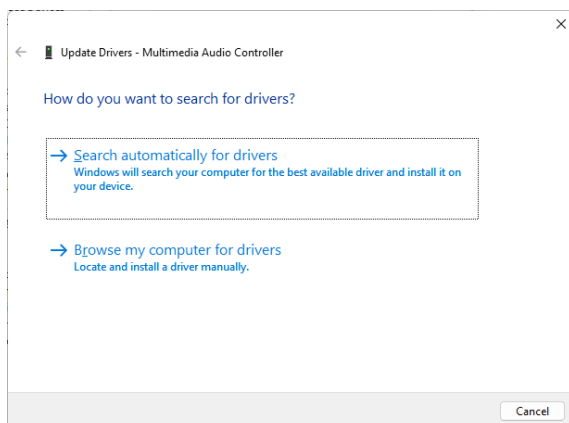 Update Drivers - Multimedia Audio Controller
How do you want to search for drivers?
Search automatically for drivers
Windows will search your computer for the best available driver and install it on
your device.
Browse my computer for drivers
Locate and install a driver manually.
Cancel